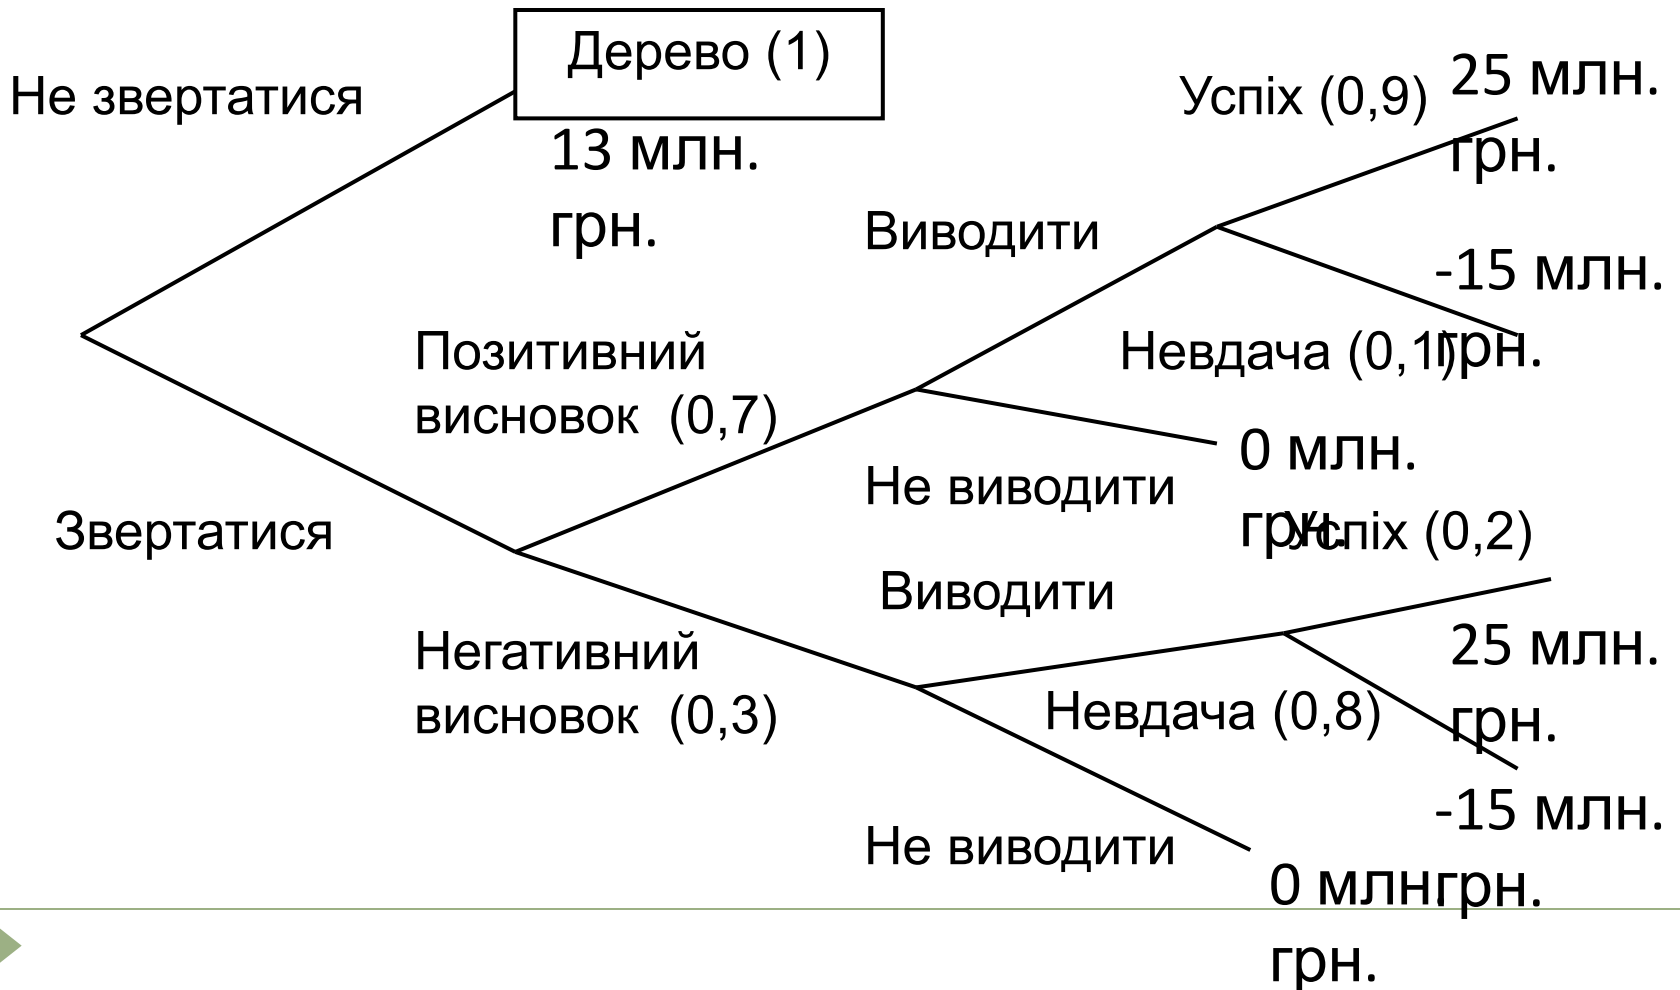 Дерево (1)
Не звертатися
13 млн.
грн.
Успіх (0,9)
25 млн.
грн.
Виводити
-15 млн.
грн.
Позитивний
висновок (0,7)
Невдача (0,1)
0 млн.
грн.
Не виводити
Звертатися
Успіх (0,2)
Виводити
25 млн.
грн.
Негативний
висновок (0,3)
Невдача (0,8)
-15 млн.
грн.
Не виводити
0 млн.
грн.